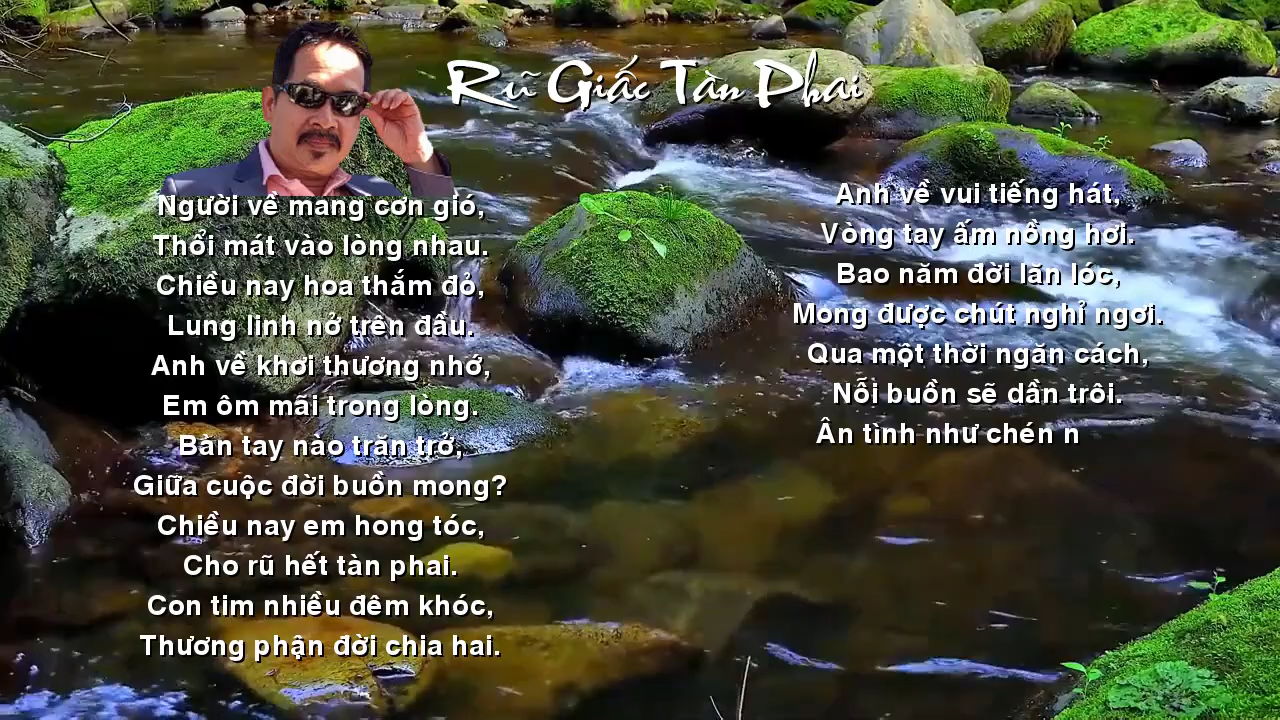 Rũ Giấc Tàn Phai
Người về mang cơn gió,
Thổi mát vào lòng nhau.
Chiều nay hoa thắm đỏ,
Lung linh nở trên đầu.
Anh về khơi thương nhớ,
Em ôm mãi trong lòng.
Bàn tay nào trăn trở,
Giữa cuộc đời buồn mong?
Chiều nay em hong tóc,
Cho rũ hết tàn phai.
Con tim nhiều đêm khóc,
Thương phận đời chia hai.
Anh về vui tiếng hát,
Vòng tay ấm nồng hơi.
Bao năm đời lăn lóc,
Mong được chút nghỉ ngơi.
Qua một thời ngăn cách,
Nỗi buồn sẽ dần trôi.
Ân tình như chén n